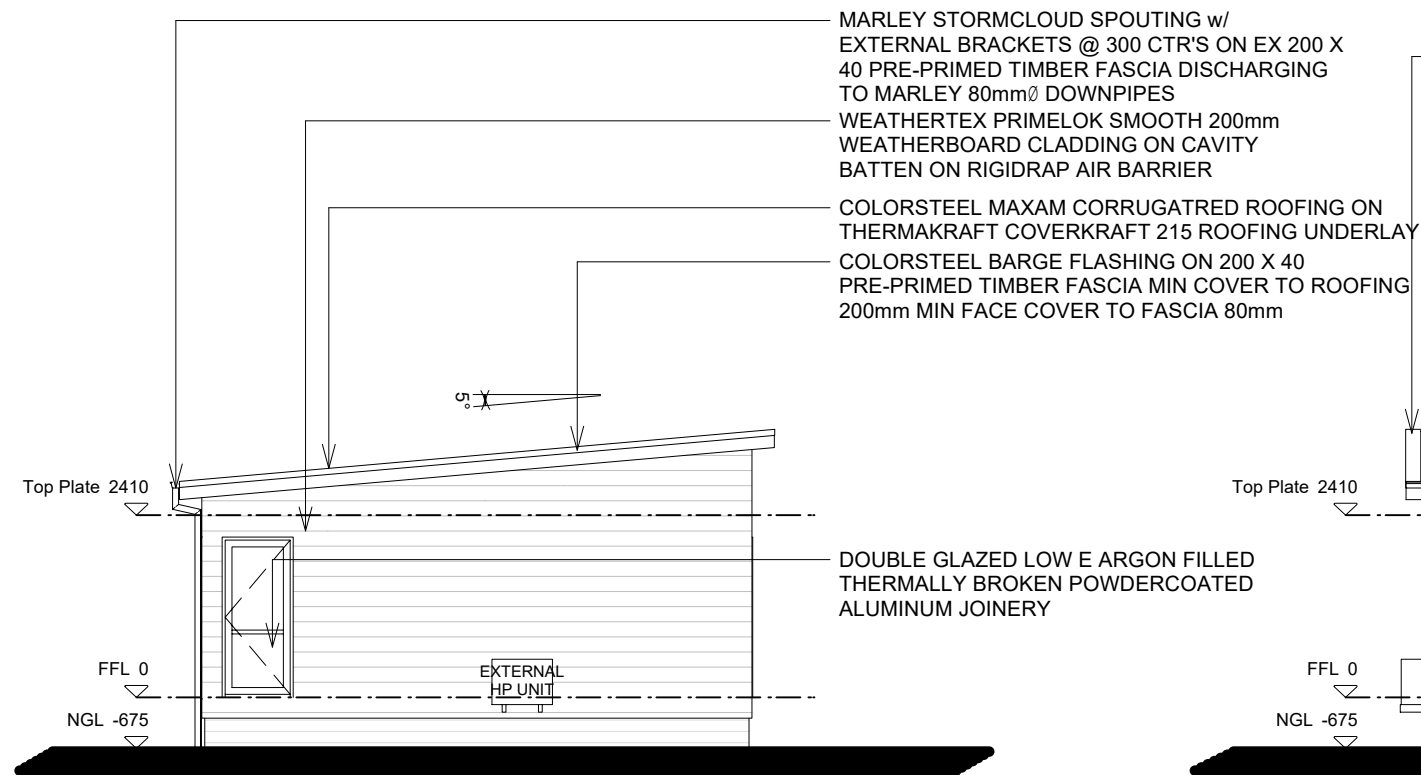 MARLEY STORMCLOUD SPOUTING w/
EXTERNAL BRACKETS @ 300 CTR'S ON EX 200 X
40 PRE-PRIMED TIMBER FASCIA DISCHARGING
TO MARLEY 80mmØ DOWNPIPES
WEATHERTEX PRIMELOK SMOOTH 200mm
WEATHERBOARD CLADDING ON CAVITY
BATTEN ON RIGIDRAP AIR BARRIER
COLORSTEEL MAXAM CORRUGATRED ROOFING ON
THERMAKRAFT COVERKRAFT 215 ROOFING UNDERLAY
COLORSTEEL BARGE FLASHING ON 200 X 40
PRE-PRIMED TIMBER FASCIA MIN COVER TO ROOFING
200mm MIN FACE COVER TO FASCIA 80mm
5°
Top Plate 2410
Top Plate 2410
DOUBLE GLAZED LOW E ARGON FILLED
THERMALLY BROKEN POWDERCOATED
ALUMINUM JOINERY
EXTERNAL
HP UNIT
FFL 0
FFL 0
NGL -675
NGL -675